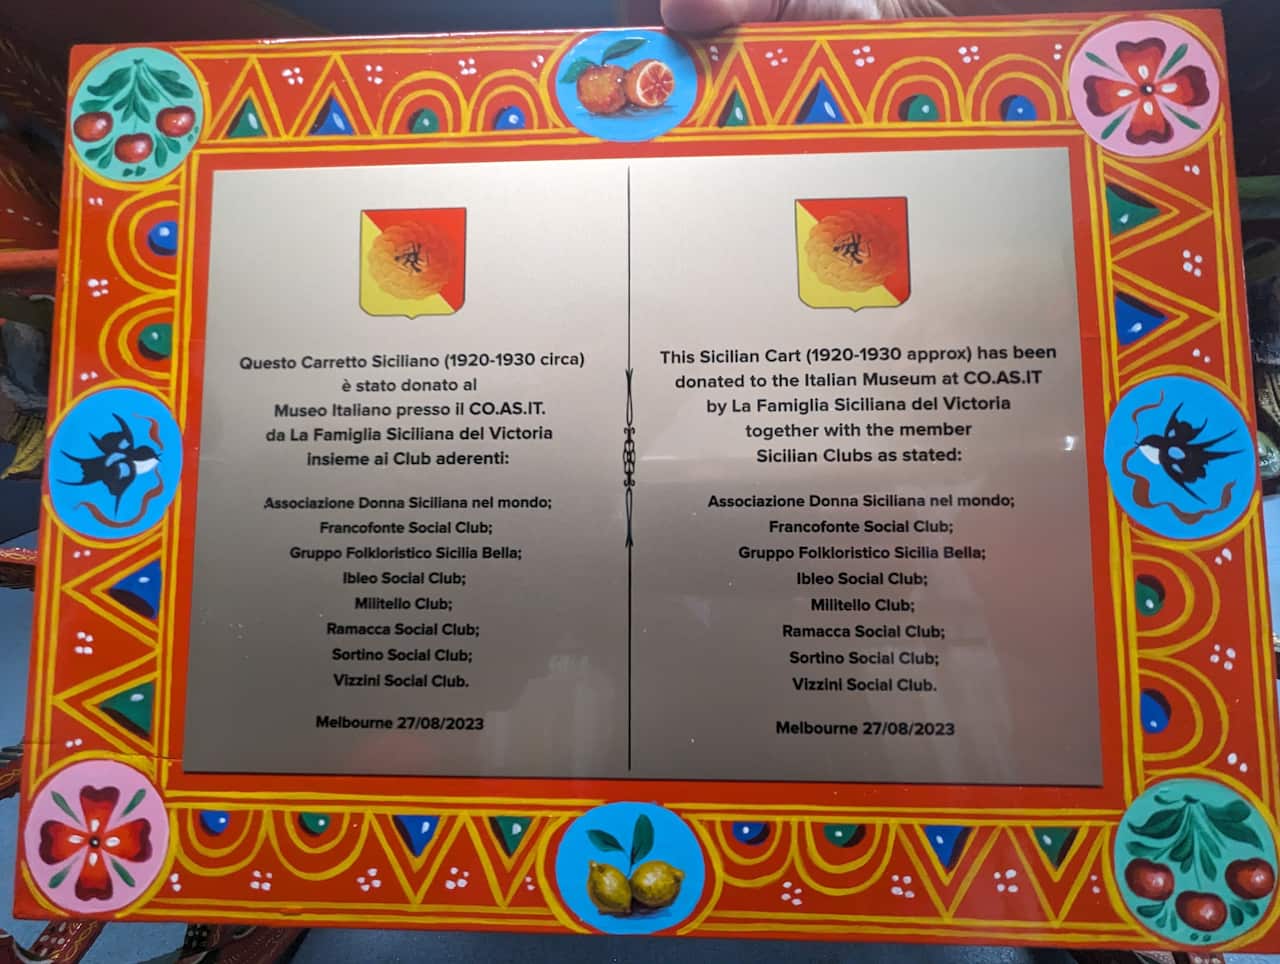 Questo Carretto Siciliano (1920-1930 circa)
è stato donato al
Museo Italiano presso il CO.AS.IT.
da La Famiglia Siciliana del Victoria
insieme ai Club aderenti:
Associazione Donna Siciliana nel mondo;
Francofonte Social Club;
Gruppo Folkloristico Sicilia Bella;
Ibleo Social Club;
Militello Club;
Ramacca Social Club;
Sortino Social Club;
Vizzini Social Club.
Melbourne 27/08/2023
This Sicilian Cart (1920-1930 approx) has been
donated to the Italian Museum at CO.AS.IT
by La Famiglia Siciliana del Victoria
together with the member
Sicilian Clubs as stated:
Associazione Donna Siciliana nel mondo;
Francofonte Social Club;
Gruppo Folkloristico Sicilia Bella;
Ibleo Social Club;
Militello Club;
Ramacca Social Club;
Sortino Social Club;
Vizzini Social Club.
Melbourne 27/08/2023